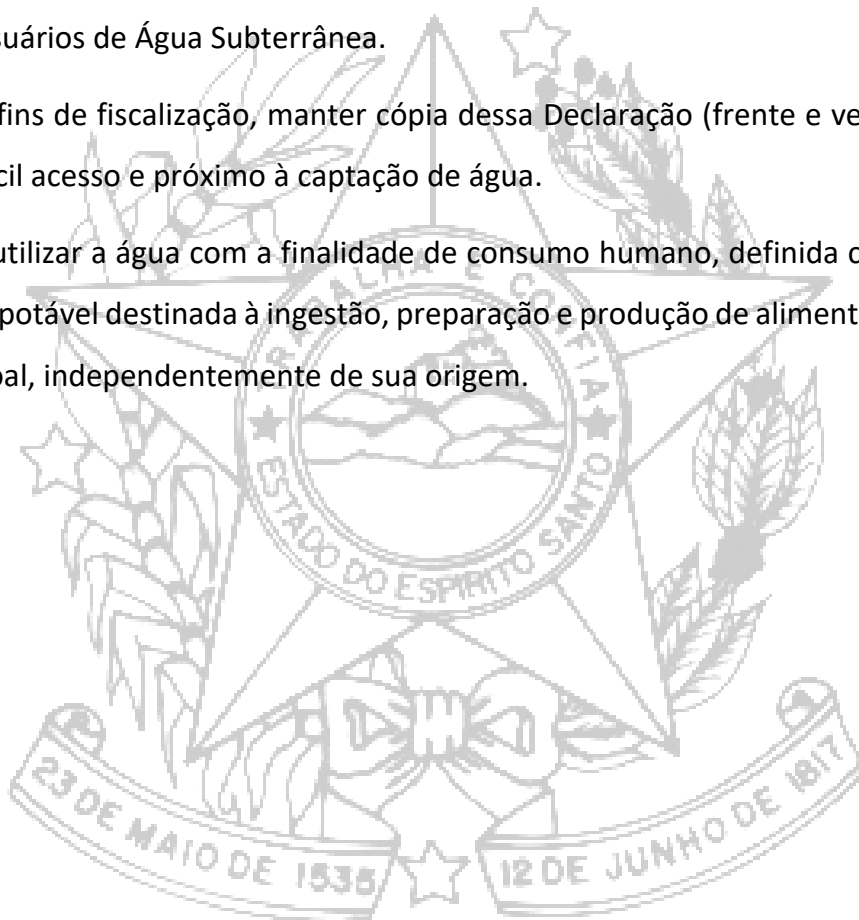 suários de Água Subterrânea.
fins de fiscalização, manter cópia dessa Declaração (frente e ve
cil acesso e próximo à captação de água.
utilizar a água com a finalidade de consumo humano, definida c
potável destinada à ingestão, preparação e produção de aliment
oal, independentemente de sua origem.
TRABALHA E CONFIA
ESTADO DO ESPIRITO SANTO
23 DE MAIO DE 1535
12 DE JUNHO DE 1817